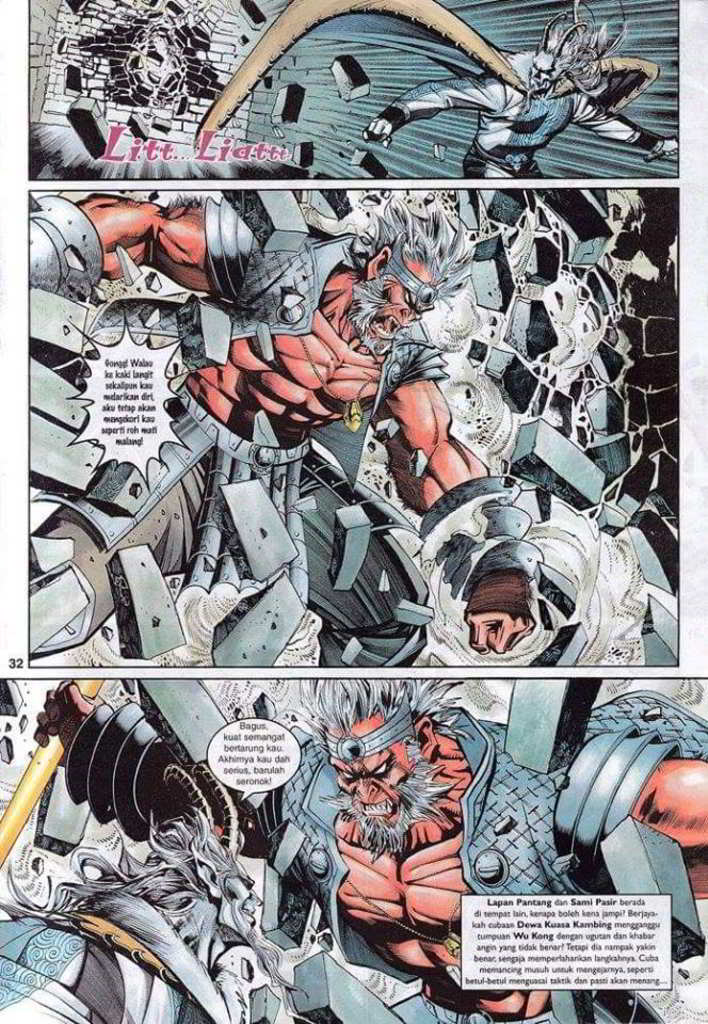 Litt... Liattt
Gongg! Walau
ke kaki langit
sekalipun kau
melarikan diri,
aku tetap akan
mengekori kau
seperti roh mati
malang!
32
Bagus,
kuat semangat
bertarung kau.
Akhirnya kau dah
serius, barulah
seronok!
Lapan Pantang dan Sami Pasir berada
di tempat lain, kenapa boleh kena jampi? Berjaya-
kah cubaan Dewa Kuasa Kambing mengganggu
tumpuan Wu Kong dengan ugutan dan khabar
angin yang tidak benar? Tetapi dia nampak yakin
benar, sengaja memperlahankan langkahnya. Cuba
memancing musuh untuk mengejarnya, seperti
betul-betul menguasai taktik dan pasti akan menang....